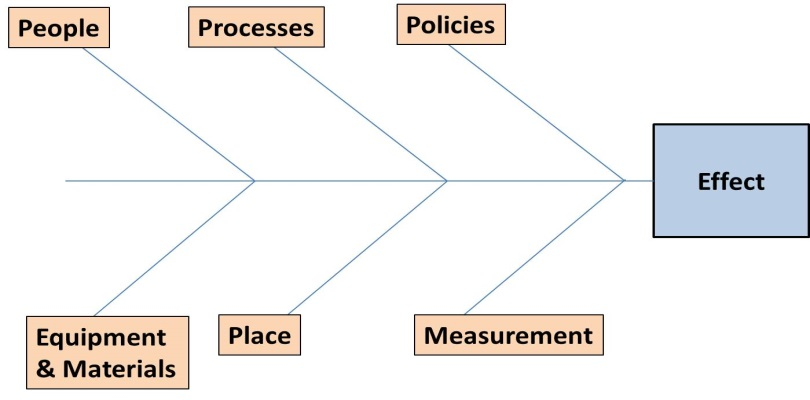 People
Processes
Policies
Effect
Equipment
& Materials
Place
Measurement